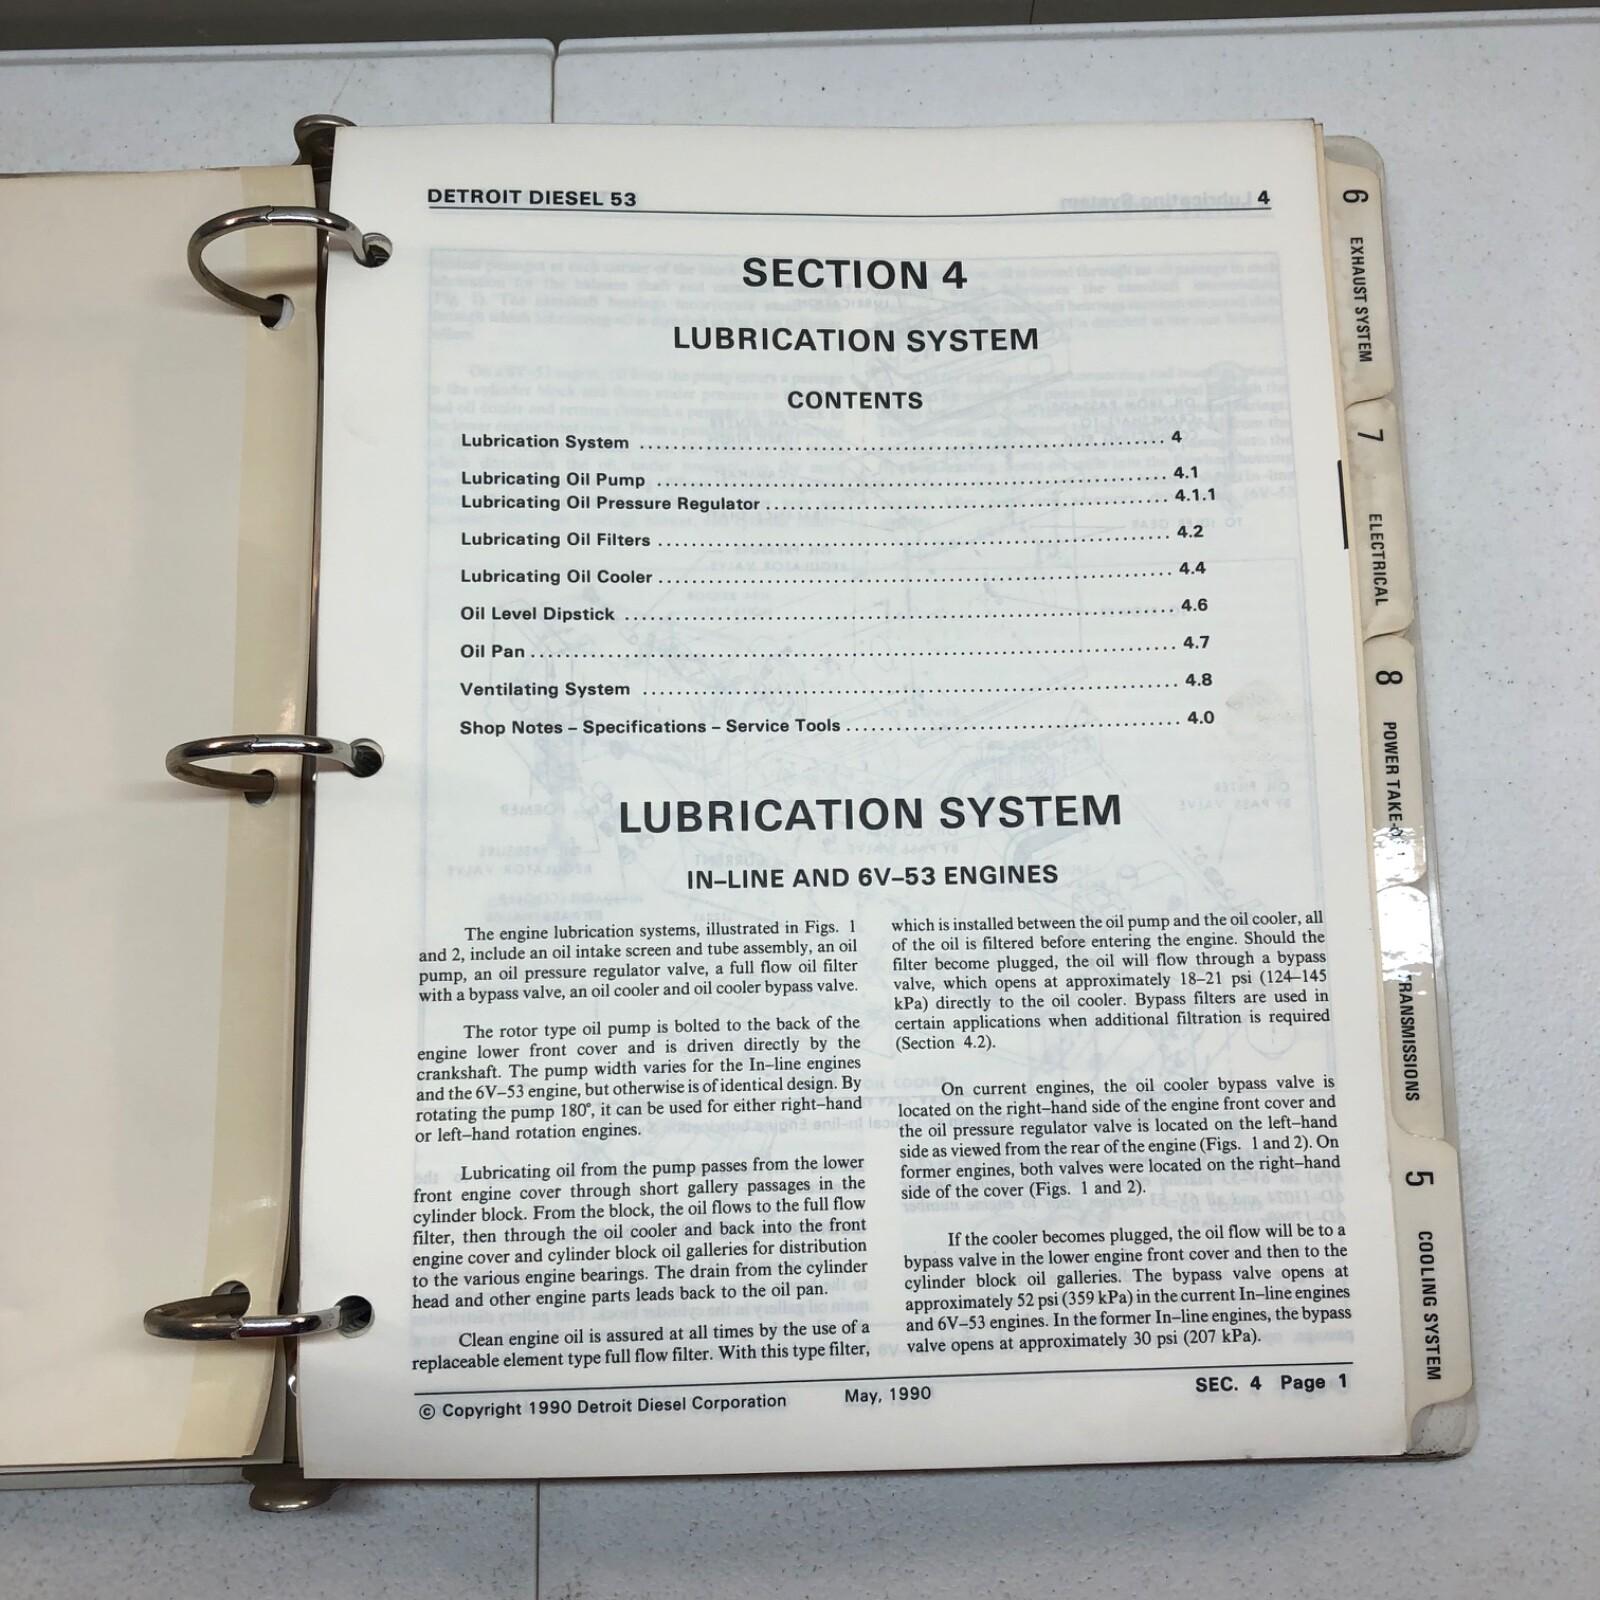 DETROIT DIESEL 53 4
SECTION 4
LUBRICATION SYSTEM
CONTENTS
Lubrication System ........................................................................ 4
Lubricating Oil Pump ..................................................................... 4.1
Lubricating Oil Pressure Regulator ..................................................... 4.1.1
Lubricating Oil Filters ..................................................................... 4.2
Lubricating Oil Cooler ..................................................................... 4.4
Oil Level Dipstick .......................................................................... 4.6
Oil Pan ....................................................................................... 4.7
Ventilating System ........................................................................ 4.8
Shop Notes – Specifications – Service Tools .............................................. 4.0
LUBRICATION SYSTEM
IN–LINE AND 6V–53 ENGINES
The engine lubrication systems, illustrated in Figs. 1
and 2, include an oil intake screen and tube assembly, an oil
pump, an oil pressure regulator valve, a full flow oil filter
with a bypass valve, an oil cooler and oil cooler bypass valve.
The rotor type oil pump is bolted to the back of the
engine lower front cover and is driven directly by the
crankshaft. The pump width varies for the In–line engines
and the 6V–53 engine, but otherwise is of identical design. By
rotating the pump 180°, it can be used for either right–hand
or left–hand rotation engines.
Lubricating oil from the pump passes from the lower
front engine cover through short gallery passages in the
cylinder block. From the block, the oil flows to the full flow
filter, then through the oil cooler and back into the front
engine cover and cylinder block oil galleries for distribution
to the various engine bearings. The drain from the cylinder
head and other engine parts leads back to the oil pan.
Clean engine oil is assured at all times by the use of a
replaceable element type full flow filter. With this type filter,
which is installed between the oil pump and the oil cooler, all
of the oil is filtered before entering the engine. Should the
filter become plugged, the oil will flow through a bypass
valve, which opens at approximately 18–21 psi (124–145
kPa) directly to the oil cooler. Bypass filters are used in
certain applications when additional filtration is required
(Section 4.2).
On current engines, the oil cooler bypass valve is
located on the right–hand side of the engine front cover and
the oil pressure regulator valve is located on the left–hand
side as viewed from the rear of the engine (Figs. 1 and 2). On
former engines, both valves were located on the right–hand
side of the cover (Figs. 1 and 2).
If the cooler becomes plugged, the oil flow will be to a
bypass valve in the lower engine front cover and then to the
cylinder block oil galleries. The bypass valve opens at
approximately 52 psi (359 kPa) in the current In–line engines
and 6V–53 engines. In the former In–line engines, the bypass
valve opens at approximately 30 psi (207 kPa).
© Copyright 1990 Detroit Diesel Corporation May, 1990 SEC. 4 Page 1
6 EXHAUST SYSTEM
7 ELECTRICAL
8 POWER TAKE-
TRANSMISSIONS
5 COOLING SYSTEM